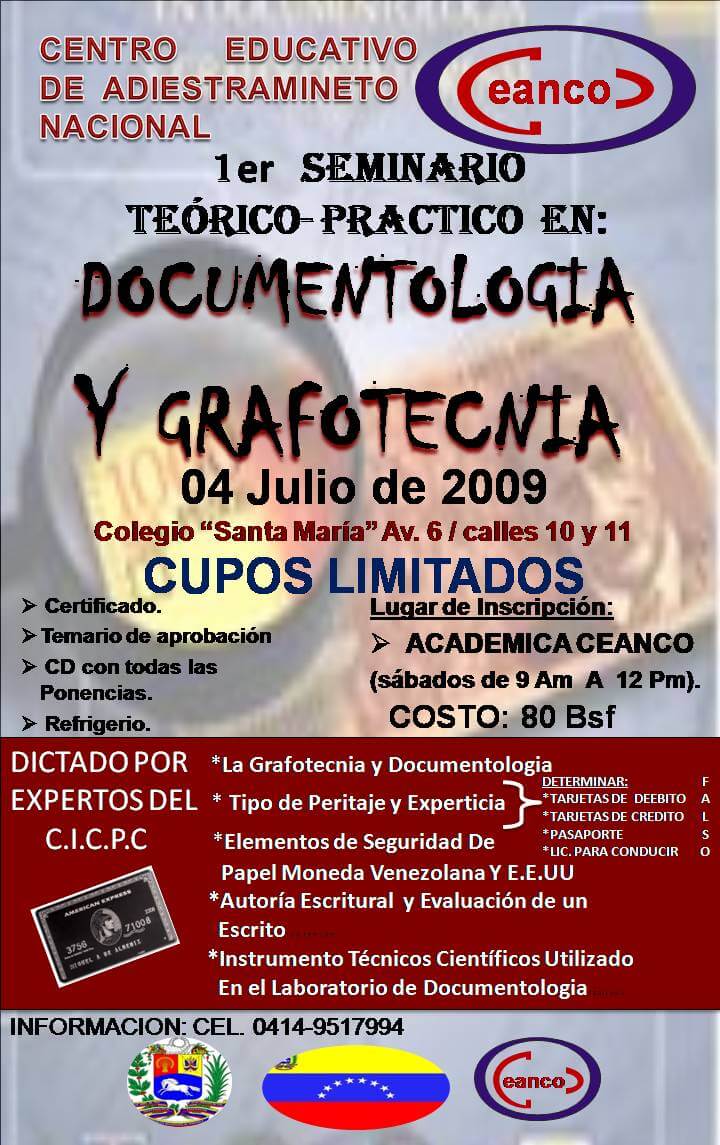 CENTRO EDUCATIVO
DE ADIESTRAMINETO
NACIONAL
Ceanco
1er SEMINARIO
TEÓRICO-PRACTICO EN:
DOCUMENTOLOGIA
Y GRAFOTECNIA
04 Julio de 2009
Colegio “Santa María” Av. 6 / calles 10 y 11
CUPOS LIMITADOS
➢ Certificado.
➢ Temario de aprobación
➢ CD con todas las
Ponencias.
➢ Refrigerio.
Lugar de Inscripción:
➢ ACADEMICA CEANCO
(sábados de 9 Am A 12 Pm).
COSTO: 80 Bsf
DICTADO POR
EXPERTOS DEL
C.I.C.P.C
*La Grafotecnia y Documentologia
* Tipo de Peritaje y Experticia
DETERMINAR: F
*TARJETAS DE DEEBITO A
*TARJETAS DE CREDITO L
*PASAPORTE S
*LIC. PARA CONDUCIR O
*Elementos de Seguridad De
Papel Moneda Venezolana Y E.E.UU
*Autoría Escritural y Evaluación de un
Escrito
*Instrumento Técnicos Científicos Utilizado
En el Laboratorio de Documentologia
AMERICAN EXPRESS
3756 71008
INFORMACION: CEL. 0414-9517994
Ceanco